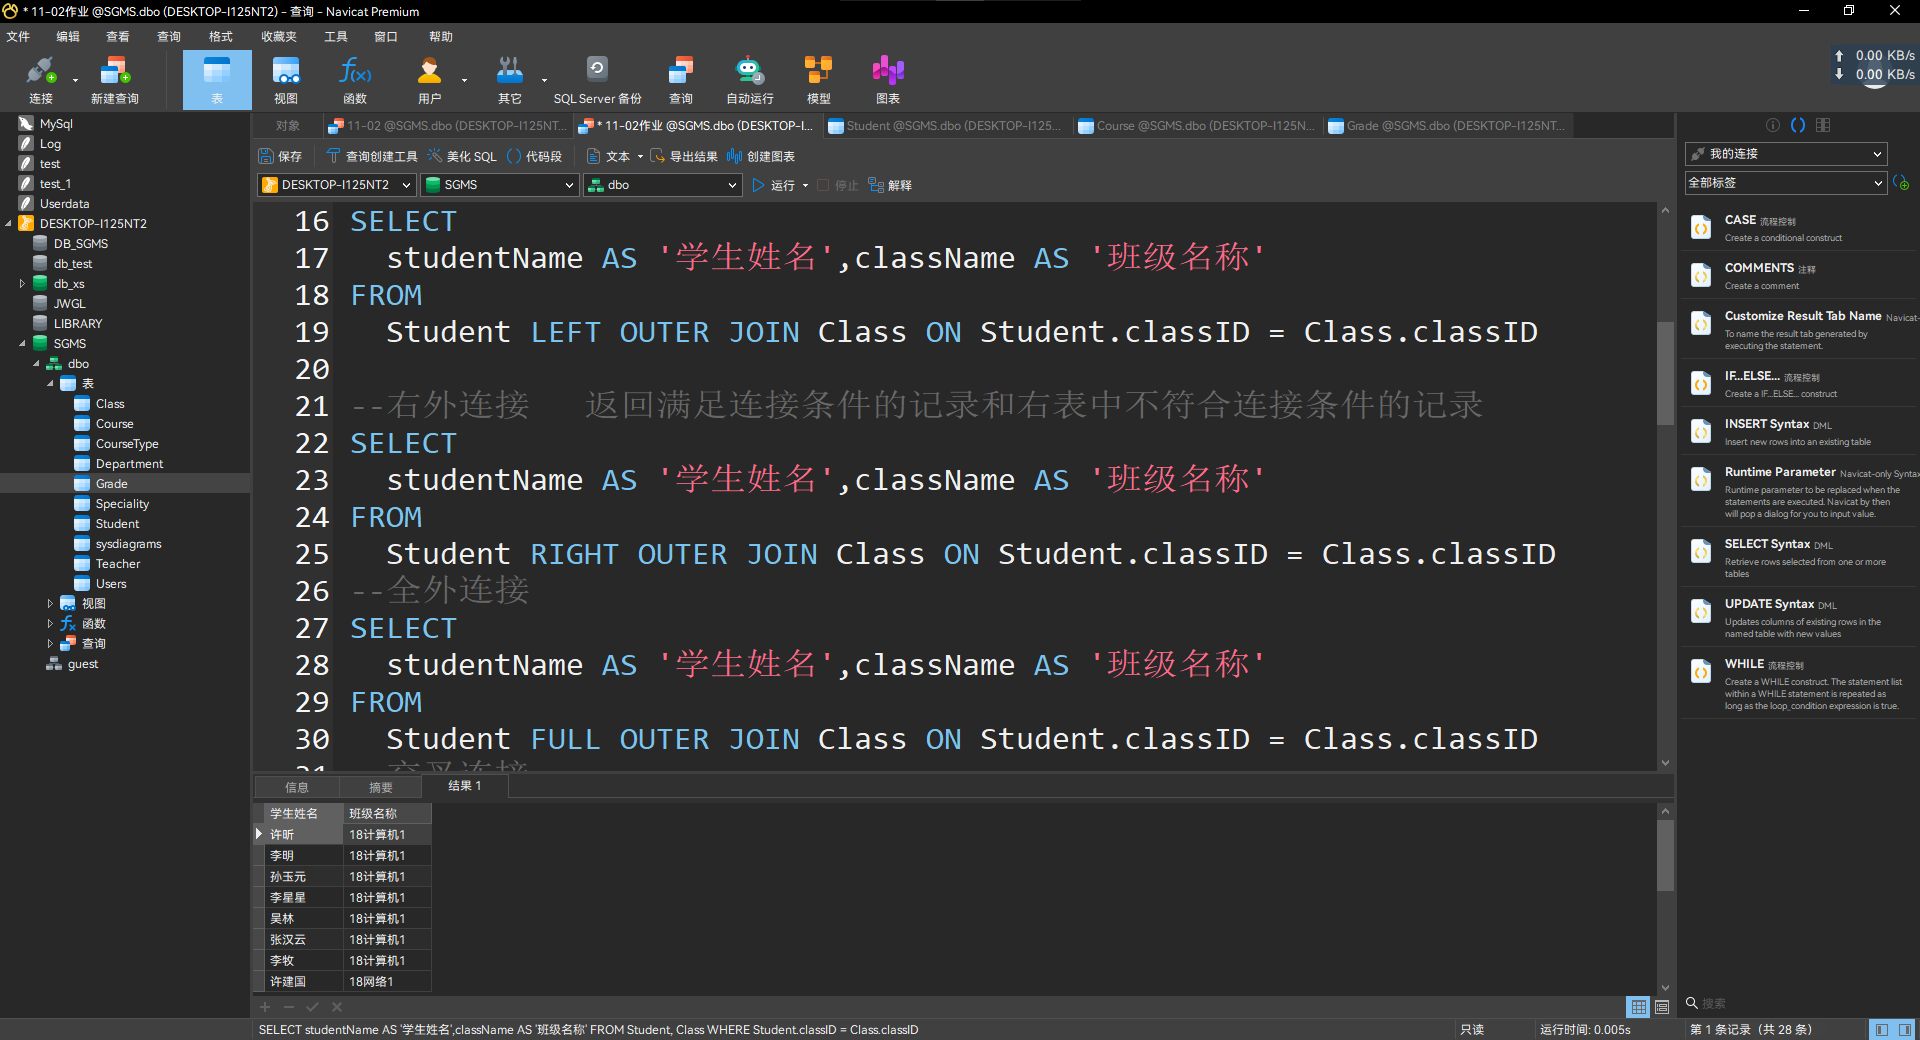 * 11-02作业 @SGMS.dbo (DESKTOP-I125NT2) - 查询 - Navicat Premium
文件 编辑 查看 查询 格式 收藏夹 工具 窗口 帮助
0.00 KB/s
0.00 KB/s
连接 新建查询 表 视图 函数 用户 其它 SQL Server 备份 查询 自动运行 模型 图表
MySql
Log
test
test_1
Userdata
DESKTOP-I125NT2
DB_SGMS
db_test
db_xs
JWGL
LIBRARY
SGMS
dbo
表
Class
Course
CourseType
Department
Grade
Speciality
Student
sysdiagrams
Teacher
Users
视图
函数
查询
guest
对象 11-02 @SGMS.dbo (DESKTOP-I125NT... * 11-02作业 @SGMS.dbo (DESKTOP-I... Student @SGMS.dbo (DESKTOP-I125... Course @SGMS.dbo (DESKTOP-I125N... Grade @SGMS.dbo (DESKTOP-I125NT...
保存 查询创建工具 美化 SQL 代码段 文本 导出结果 创建图表
DESKTOP-I125NT2 SGMS dbo 运行 停止 解释
16 SELECT
17 studentName AS '学生姓名',className AS '班级名称'
18 FROM
19 Student LEFT OUTER JOIN Class ON Student.classID = Class.classID
20
21 --右外连接 返回满足连接条件的记录和右表中不符合连接条件的记录
22 SELECT
23 studentName AS '学生姓名',className AS '班级名称'
24 FROM
25 Student RIGHT OUTER JOIN Class ON Student.classID = Class.classID
26 --全外连接
27 SELECT
28 studentName AS '学生姓名',className AS '班级名称'
29 FROM
30 Student FULL OUTER JOIN Class ON Student.classID = Class.classID
信息 摘要 结果 1
学生姓名 班级名称
许昕 18计算机1
李明 18计算机1
孙玉元 18计算机1
李星星 18计算机1
吴林 18计算机1
张汉云 18计算机1
李牧 18计算机1
许建国 18网络1
SELECT studentName AS '学生姓名',className AS '班级名称' FROM Student, Class WHERE Student.classID = Class.classID
只读 运行时间: 0.005s 第 1 条记录 (共 28 条)
我的连接
全部标签
CASE 流程控制
Create a conditional construct
COMMENTS 注释
Create a comment
Customize Result Tab Name Navicat-
To name the result tab generated by
executing the statement.
IF...ELSE... 流程控制
Create a IF...ELSE... construct
INSERT Syntax DML
Insert new rows into an existing table
Runtime Parameter Navicat-only Syntax
Runtime parameter to be replaced when the
statements are executed. Navicat by then
will pop a dialog for you to input value.
SELECT Syntax DML
Retrieve rows selected from one or more
tables
UPDATE Syntax DML
Updates columns of existing rows in the
named table with new values
WHILE 流程控制
Create a WHILE construct. The statement list
within a WHILE statement is repeated as
long as the loop_condition expression is true.
搜索